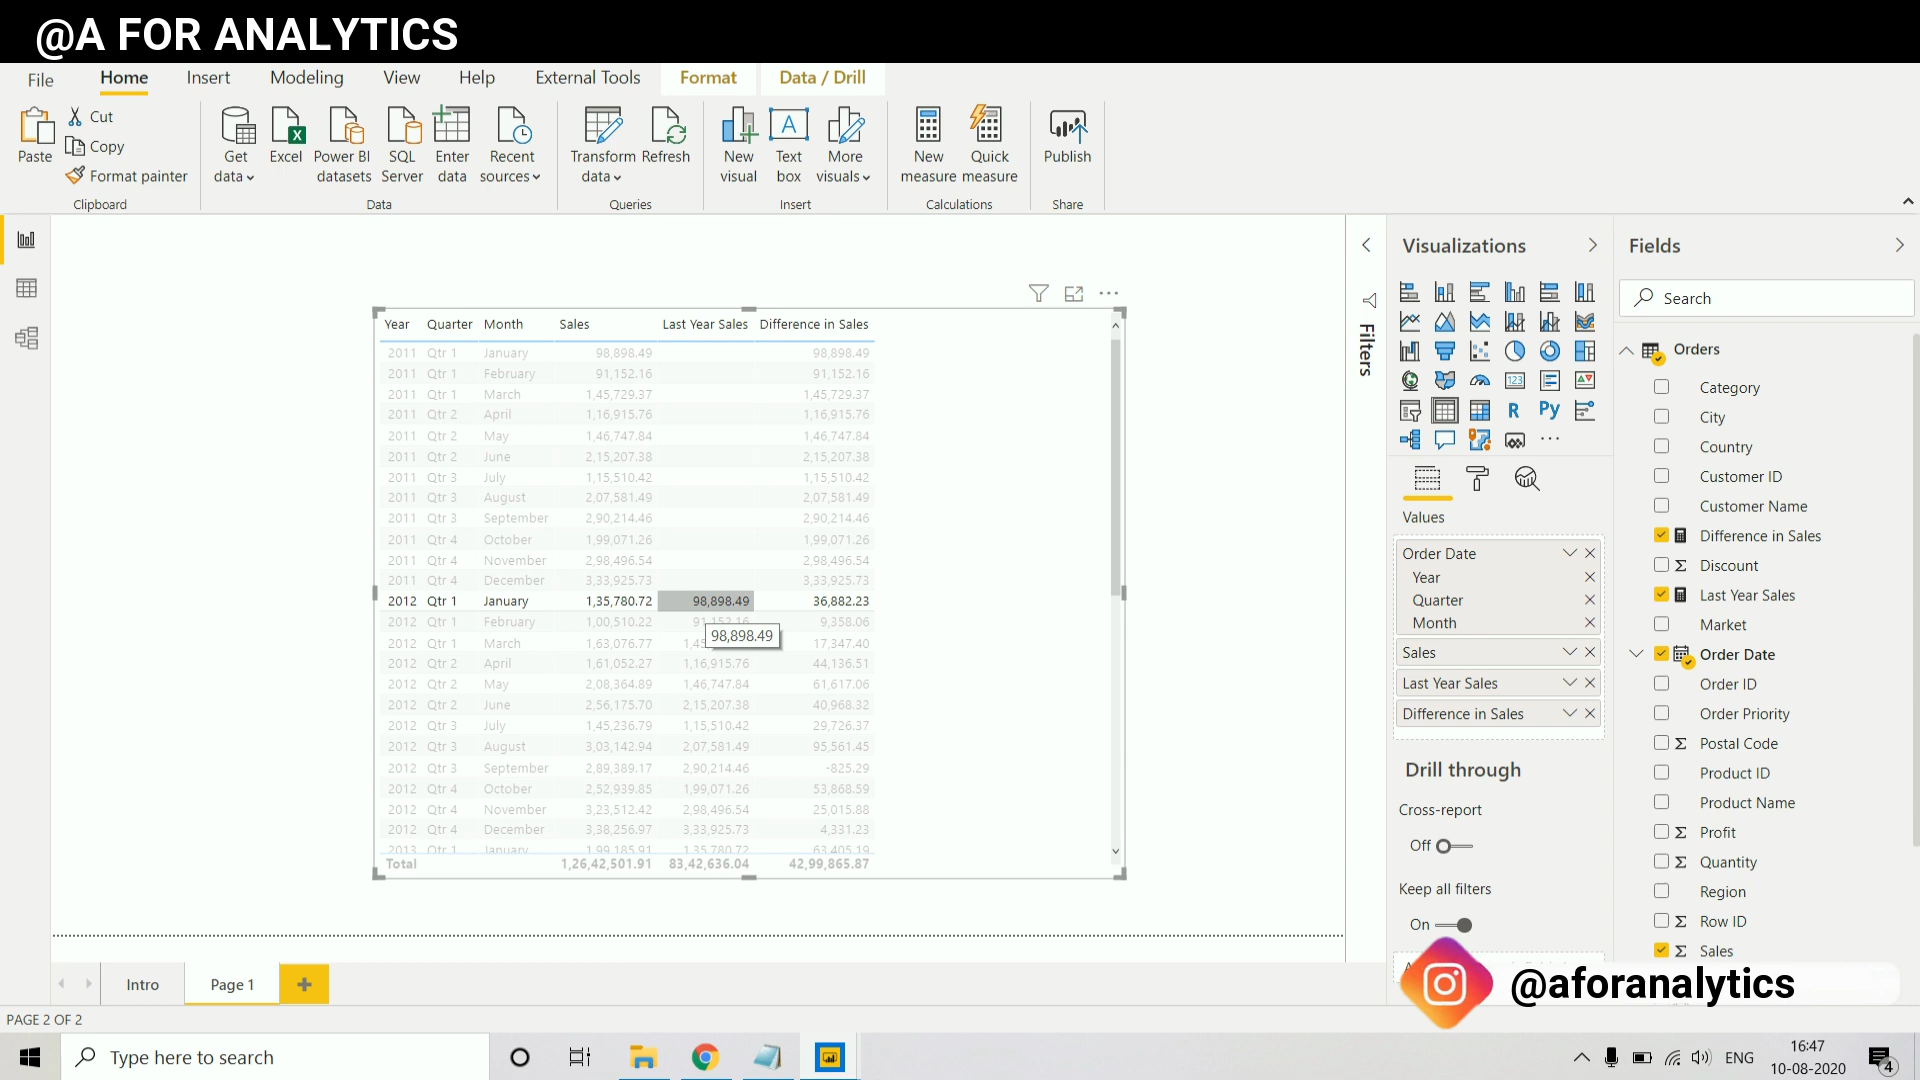 @A FOR ANALYTICS
File Home Insert Modeling View Help External Tools Format Data / Drill
Paste
Cut
Copy
Format painter
Clipboard
Get data
Excel
Power BI datasets
SQL Server
Enter data
Recent sources
Data
Transform data
Refresh
Queries
New visual
Text box
More visuals
Insert
New measure
Quick measure
Calculations
Publish
Share
Year Quarter Month Sales Last Year Sales Difference in Sales
2011 Qtr 1 January 98,898.49 98,898.49
2011 Qtr 1 February 91,152.16 91,152.16
2011 Qtr 1 March 1,45,729.37 1,45,729.37
2011 Qtr 2 April 1,16,915.76 1,16,915.76
2011 Qtr 2 May 1,46,747.84 1,46,747.84
2011 Qtr 2 June 2,15,207.38 2,15,207.38
2011 Qtr 3 July 1,15,510.42 1,15,510.42
2011 Qtr 3 August 2,07,581.49 2,07,581.49
2011 Qtr 3 September 2,90,214.46 2,90,214.46
2011 Qtr 4 October 1,99,071.26 1,99,071.26
2011 Qtr 4 November 2,98,496.54 2,98,496.54
2011 Qtr 4 December 3,33,925.73 3,33,925.73
2012 Qtr 1 January 1,35,780.72 98,898.49 36,882.23
2012 Qtr 1 February 1,00,510.22 91,152.16 9,358.06
98,898.49
2012 Qtr 1 March 1,63,076.77 1,45 17,347.40
2012 Qtr 2 April 1,61,052.27 1,16,915.76 44,136.51
2012 Qtr 2 May 2,08,364.89 1,46,747.84 61,617.06
2012 Qtr 2 June 2,56,175.70 2,15,207.38 40,968.32
2012 Qtr 3 July 1,45,236.79 1,15,510.42 29,726.37
2012 Qtr 3 August 3,03,142.94 2,07,581.49 95,561.45
2012 Qtr 3 September 2,89,389.17 2,90,214.46 -825.29
2012 Qtr 4 October 2,52,939.85 1,99,071.26 53,868.59
2012 Qtr 4 November 3,23,512.42 2,98,496.54 25,015.88
2012 Qtr 4 December 3,38,256.97 3,33,925.73 4,331.23
2013 Qtr 1 January 1,99,185.91 1,35,780.72 63,405.19
Total 1,26,42,501.91 83,42,636.04 42,99,865.87
Filters
Visualizations
123
R
Py
Values
Order Date
Year
Quarter
Month
Sales
Last Year Sales
Difference in Sales
Drill through
Cross-report
Off
Keep all filters
On
Fields
Search
Orders
Category
City
Country
Customer ID
Customer Name
Difference in Sales
Σ Discount
Last Year Sales
Market
Order Date
Order ID
Order Priority
Σ Postal Code
Product ID
Product Name
Σ Profit
Σ Quantity
Region
Σ Row ID
Σ Sales
@aforanalytics
Intro Page 1 +
PAGE 2 OF 2
Type here to search
ENG
16:47
10-08-2020
4